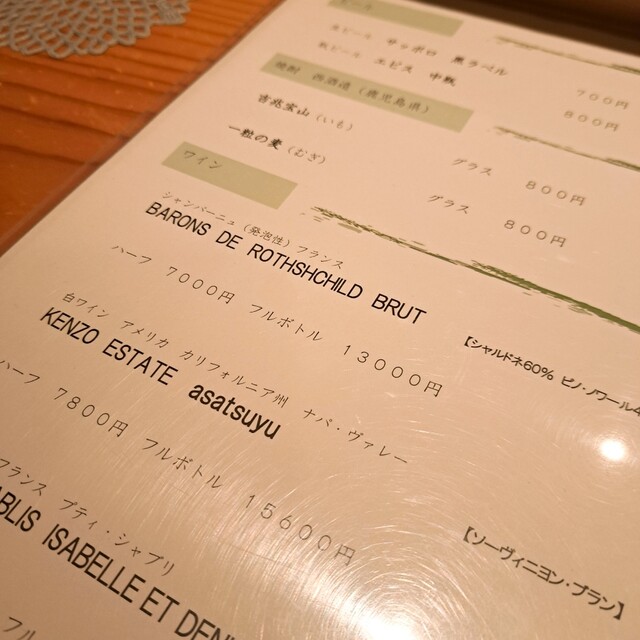 ビール
生ビール サッポロ 黒ラベル 700円
瓶ビール エビス 中瓶 800円
焼酎 西酒造（鹿児島県）
吉兆宝山（いも） グラス 800円
一粒の麦（むぎ） グラス 800円
ワイン
シャンパーニュ（発泡性）フランス
BARONS DE ROTHSHCHILD BRUT
【シャルドネ60% ピノ・ノワール4
ハーフ 7000円 フルボトル 13000円
白ワイン アメリカ カリフォルニア州 ナパ・ヴァレー
KENZO ESTATE asatsuyu
【ソーヴィニヨン・ブラン】
ハーフ 7800円 フルボトル 15600円
フランス プティ・シャブリ
ABLIS ISABELLE ET DENI
フル